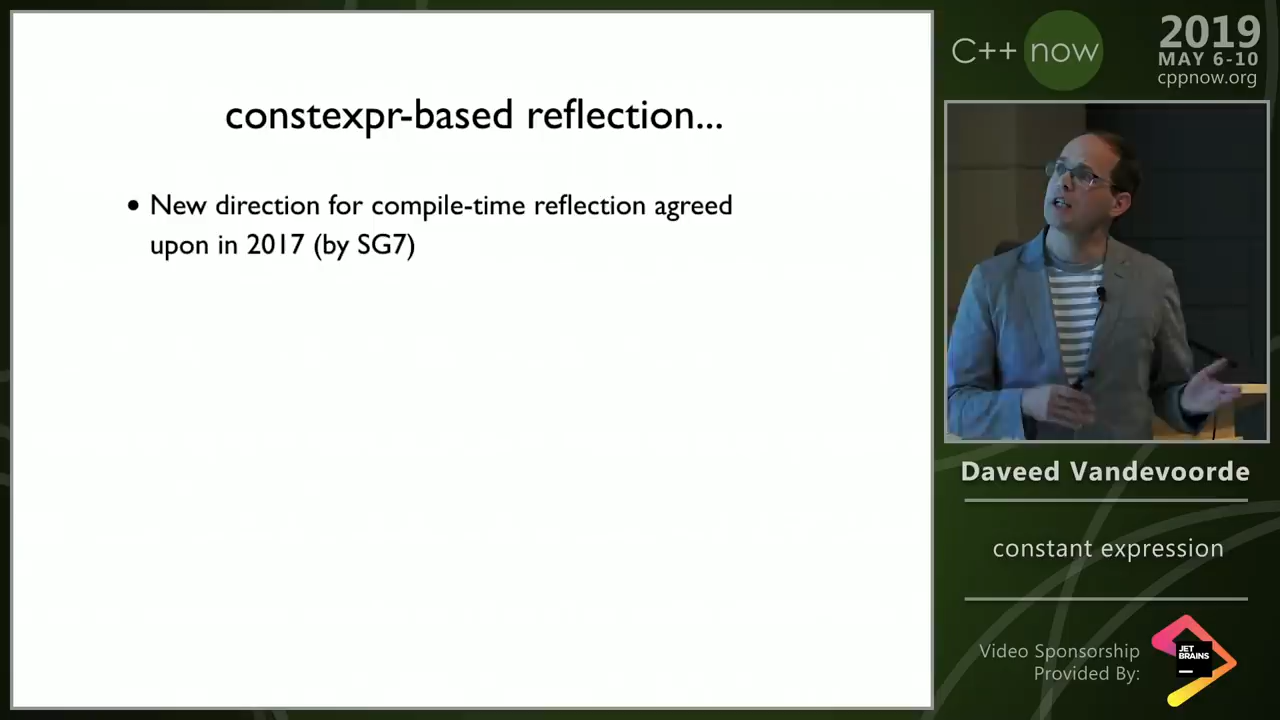 constexpr-based reflection...
• New direction for compile-time reflection agreed
upon in 2017 (by SG7)
C++ now
2019
MAY 6-10
cppnow.org
Daveed Vandevoorde
constant expression
Video Sponsorship
Provided By:
JET
BRAINS